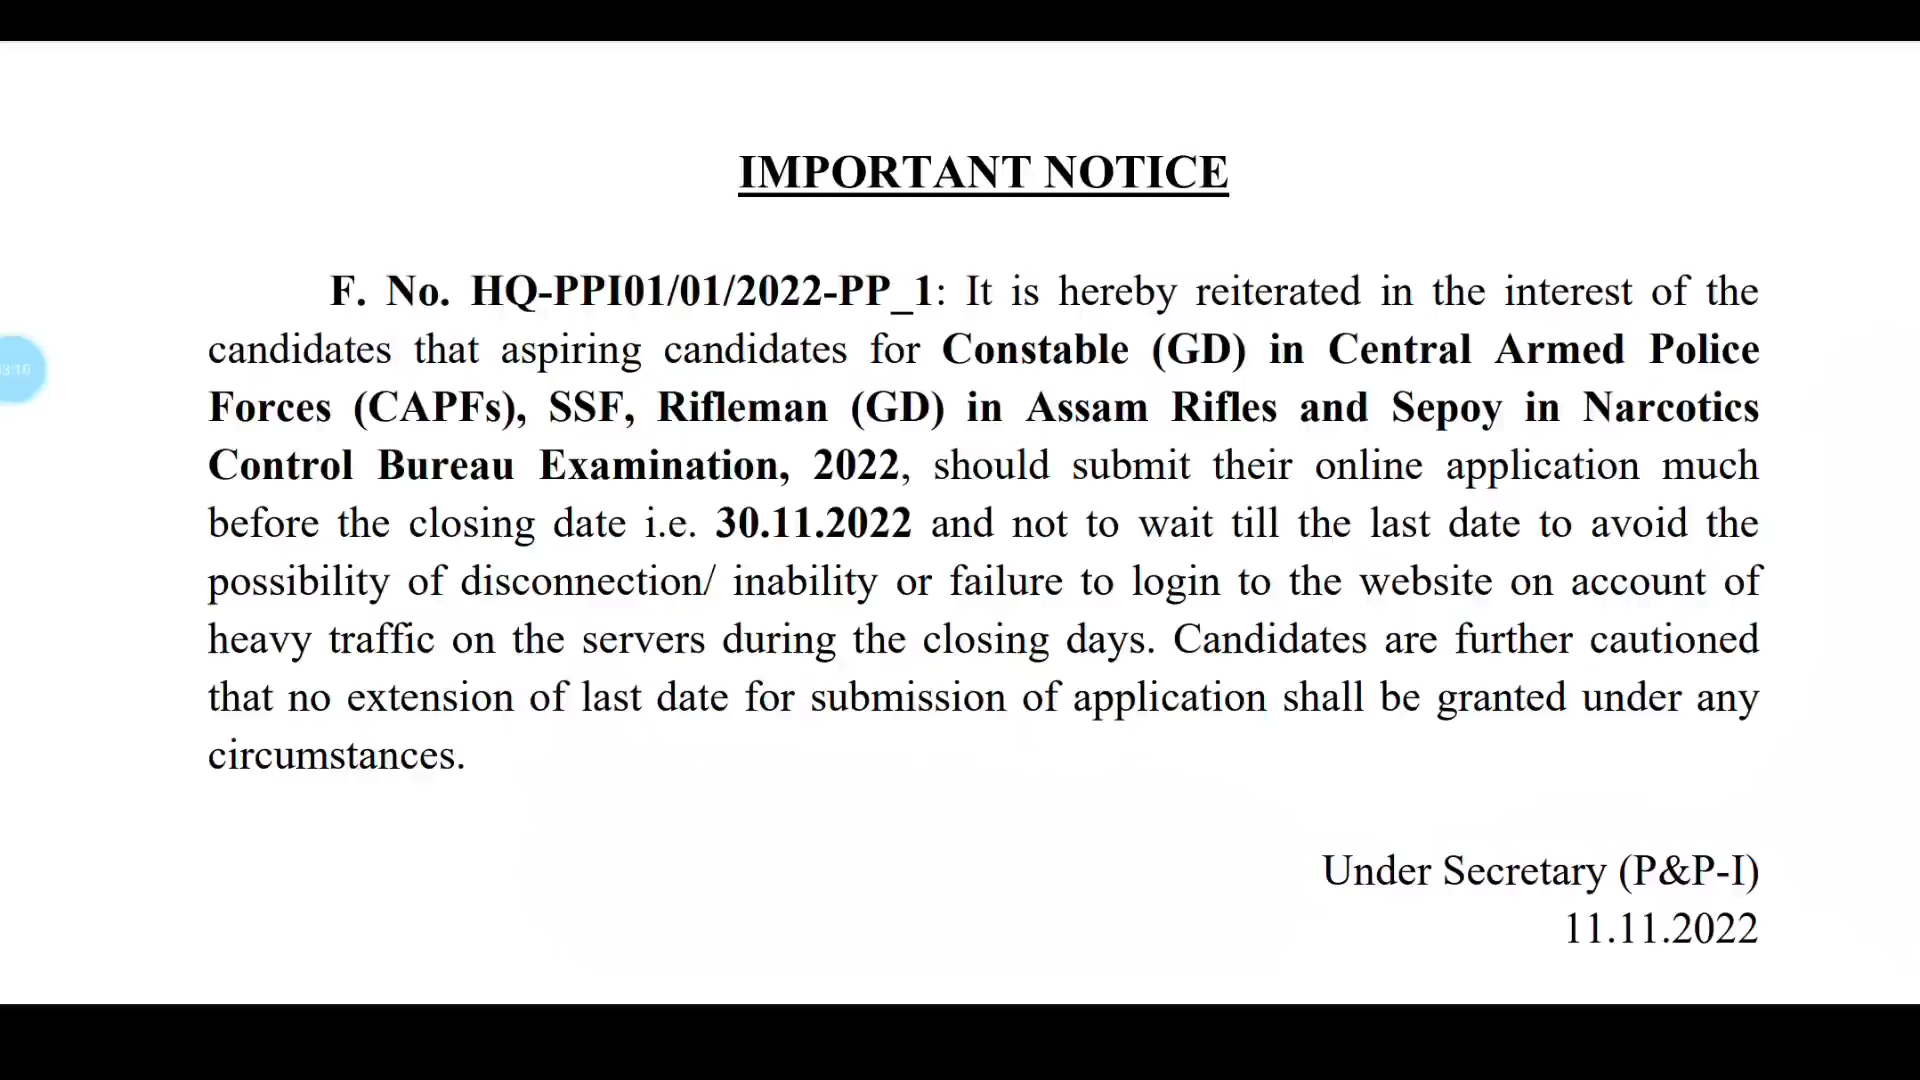 IMPORTANT NOTICE
F. No. HQ-PPI01/01/2022-PP_1: It is hereby reiterated in the interest of the
candidates that aspiring candidates for Constable (GD) in Central Armed Police
Forces (CAPFs), SSF, Rifleman (GD) in Assam Rifles and Sepoy in Narcotics
Control Bureau Examination, 2022, should submit their online application much
before the closing date i.e. 30.11.2022 and not to wait till the last date to avoid the
possibility of disconnection/ inability or failure to login to the website on account of
heavy traffic on the servers during the closing days. Candidates are further cautioned
that no extension of last date for submission of application shall be granted under any
circumstances.
Under Secretary (P&P-I)
11.11.2022